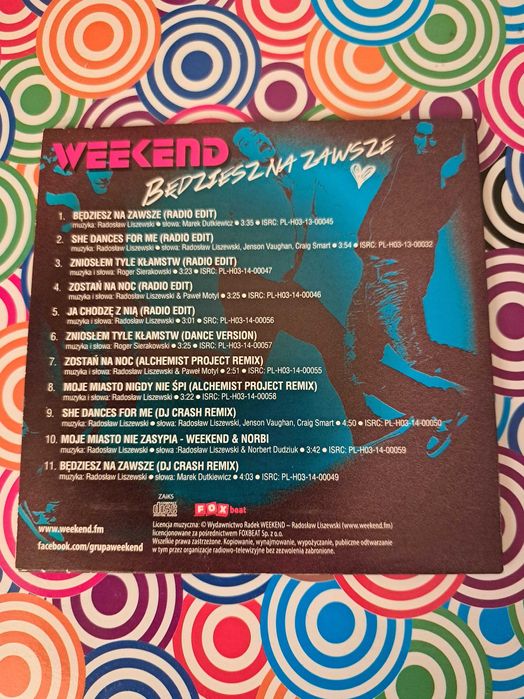 WEEKEND
BĘDZIESZ NA ZAWSZE
1. BĘDZIESZ NA ZAWSZE (RADIO EDIT)
muzyka: Radosław Liszewski ● słowa: Marek Dutkiewicz ● 3:35 ● ISRC: PL-H03-13-00045
2. SHE DANCES FOR ME (RADIO EDIT)
muzyka: Radosław Liszewski ● słowa: Radosław Liszewski, Jenson Vaughan, Craig Smart ● 3:54 ● ISRC: PL-H03-13-00032
3. ZNIOSŁEM TYLE KŁAMSTW (RADIO EDIT)
muzyka i słowa: Roger Sierakowski ● 3:23 ● ISRC: PL-H03-14-00047
4. ZOSTAŃ NA NOC (RADIO EDIT)
muzyka i słowa: Radosław Liszewski & Paweł Motyl ● 3:25 ● ISRC: PL-H03-14-00046
5. JA CHODZĘ Z NIĄ (RADIO EDIT)
muzyka i słowa: Radosław Liszewski ● 3:01 ● SRC: PL-H03-14-00056
6. ZNIOSŁEM TYLE KŁAMSTW (DANCE VERSION)
muzyka i słowa: Roger Sierakowski ● 3:25 ● ISRC: PL-H03-14-00057
7. ZOSTAŃ NA NOC (ALCHEMIST PROJECT REMIX)
muzyka i słowa: Radosław Liszewski & Paweł Motyl ● 2:51 ● ISRC: PL-H03-14-00055
8. MOJE MIASTO NIGDY NIE ŚPI (ALCHEMIST PROJECT REMIX)
muzyka i słowa: Radosław Liszewski ● 3:22 ● ISRC: PL-H03-14-00058
9. SHE DANCES FOR ME (DJ CRASH REMIX)
muzyka: Radosław Liszewski ● słowa: Radosław Liszewski, Jenson Vaughan, Craig Smart ● 4:50 ● ISRC: PL-H03-14-00050
10. MOJE MIASTO NIE ZASYPIA - WEEKEND & NORBI
muzyka: Radosław Liszewski ● słowa: Radosław Liszewski & Norbert Dudziuk ● 3:42 ● ISRC: PL-H03-14-00059
11. BĘDZIESZ NA ZAWSZE (DJ CRASH REMIX)
muzyka: Radosław Liszewski ● słowa: Marek Dutkiewicz ● 4:03 ● ISRC: PL-H03-14-00049
ZAiKS
disc
FOX beat
www.weekend.fm
facebook.com/grupaweekend
Licencja muzyczna: © Wydawnictwo Radek WEEKEND – Radosław Liszewski (www.weekend.fm)
licencjonowane za pośrednictwem FOXBEAT Sp. z o.o.
Wszelkie prawa zastrzeżone. Kopiowanie, wynajmowanie, wypożyczanie, publiczne odtwarzanie
w tym przez organizacje radiowo-telewizyjne bez zezwolenia zabronione.